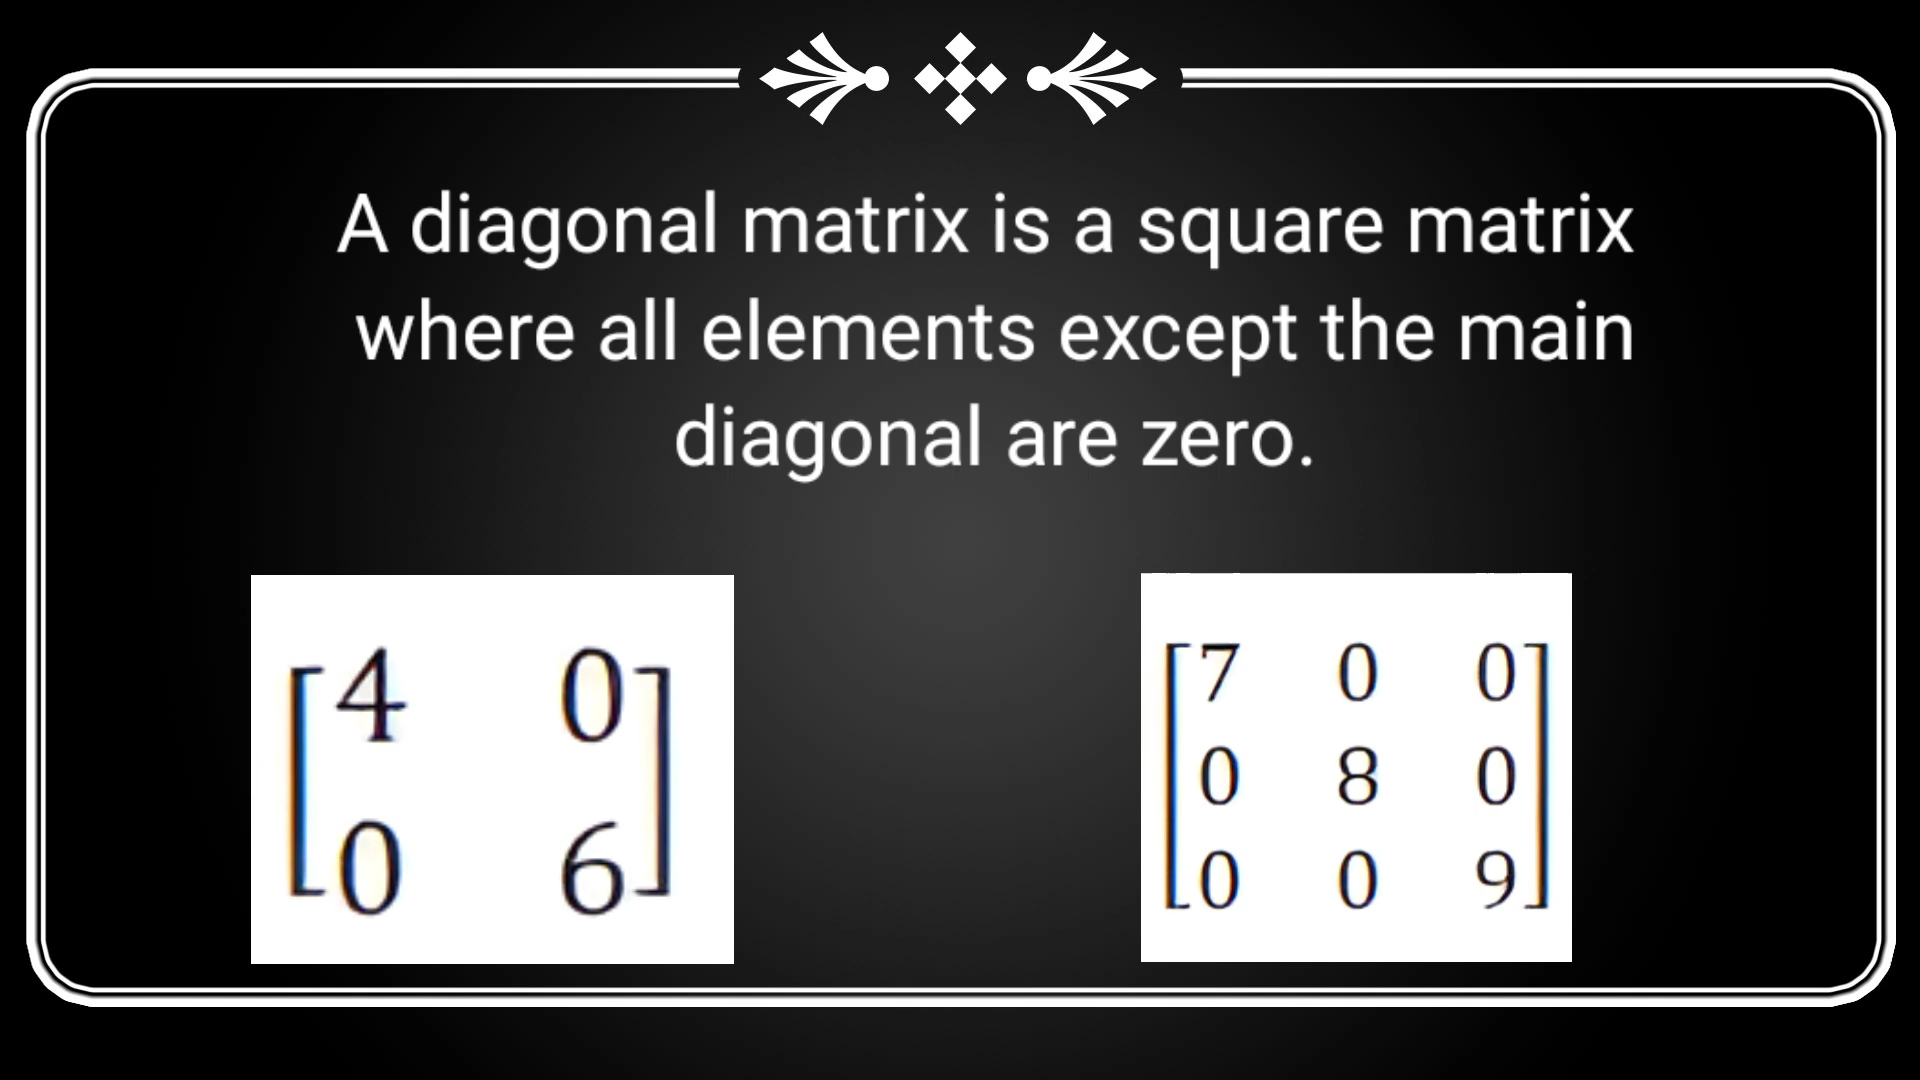 A diagonal matrix is a square matrix
where all elements except the main
diagonal are zero.
4 0
0 6
7 0 0
0 8 0
0 0 9